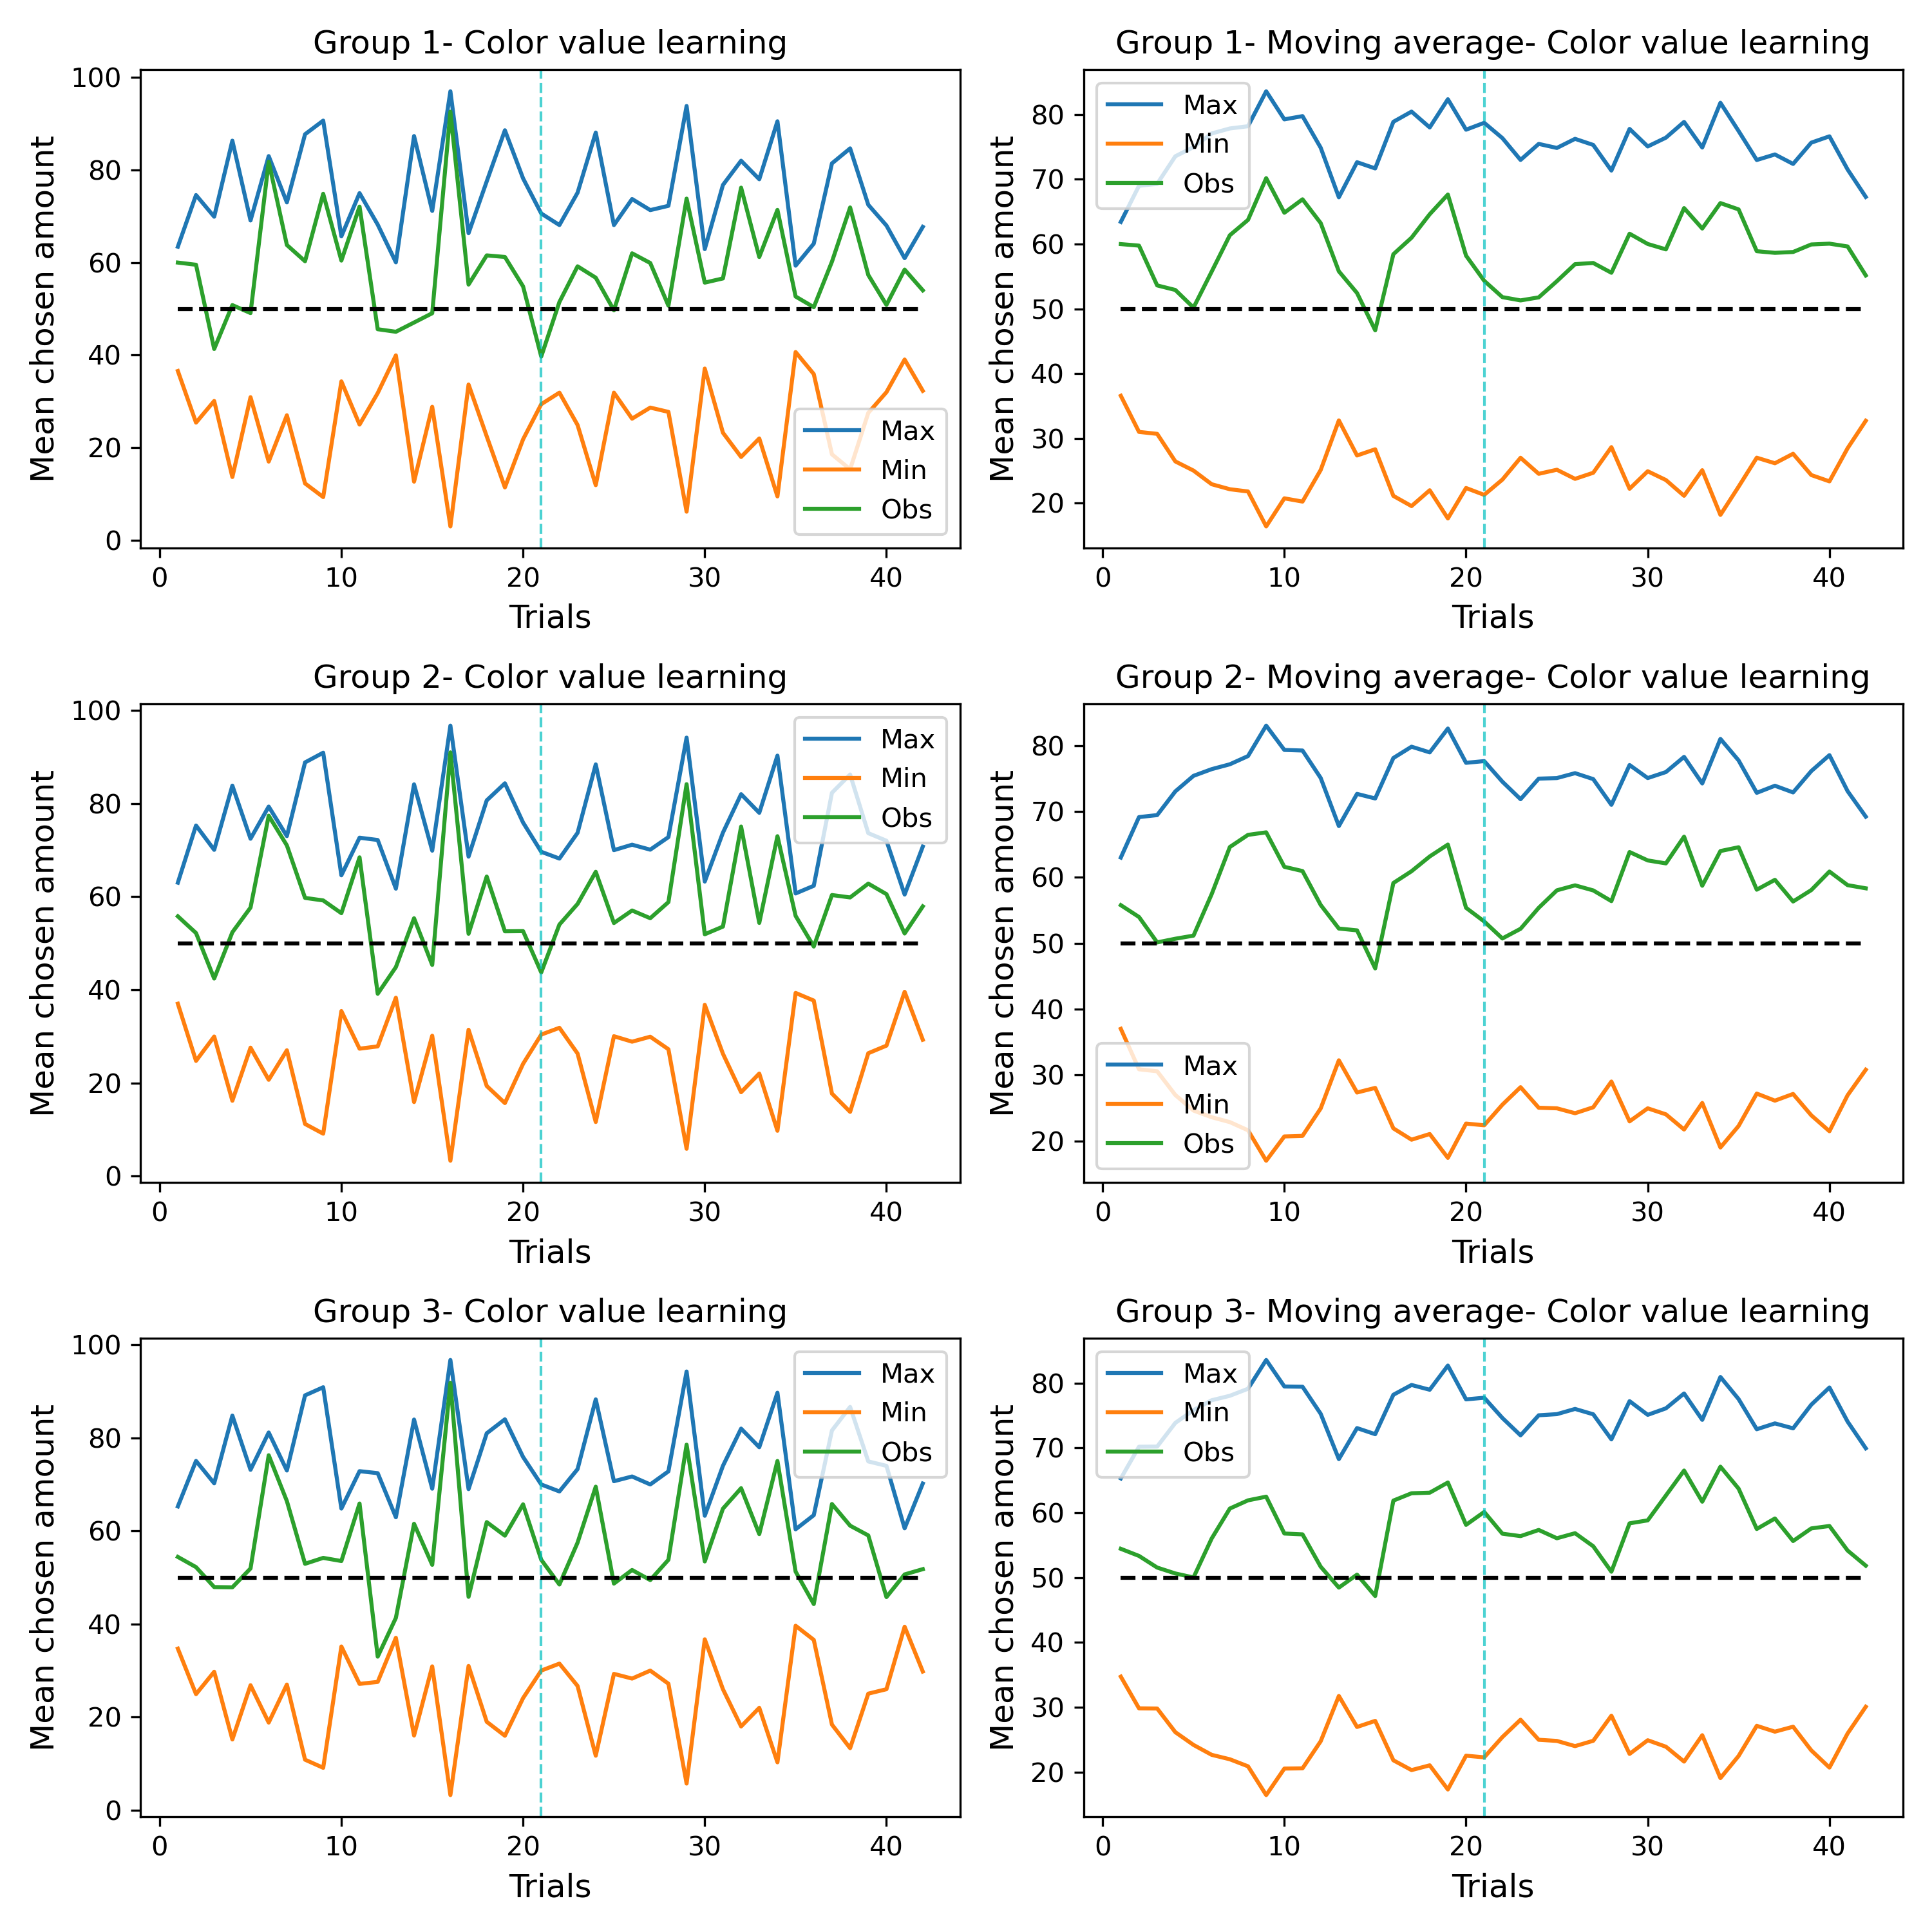 Group 1- Color value learning
Mean chosen amount
100
80
60
40
20
0
Max
Min
Obs
0 10 20 30 40
Trials
Group 1- Moving average- Color value learning
Mean chosen amount
80
70
60
50
40
30
20
Max
Min
Obs
0 10 20 30 40
Trials
Group 2- Color value learning
Mean chosen amount
100
80
60
40
20
0
Max
Min
Obs
0 10 20 30 40
Trials
Group 2- Moving average- Color value learning
Mean chosen amount
80
70
60
50
40
30
20
Max
Min
Obs
0 10 20 30 40
Trials
Group 3- Color value learning
Mean chosen amount
100
80
60
40
20
0
Max
Min
Obs
0 10 20 30 40
Trials
Group 3- Moving average- Color value learning
Mean chosen amount
80
70
60
50
40
30
20
Max
Min
Obs
0 10 20 30 40
Trials